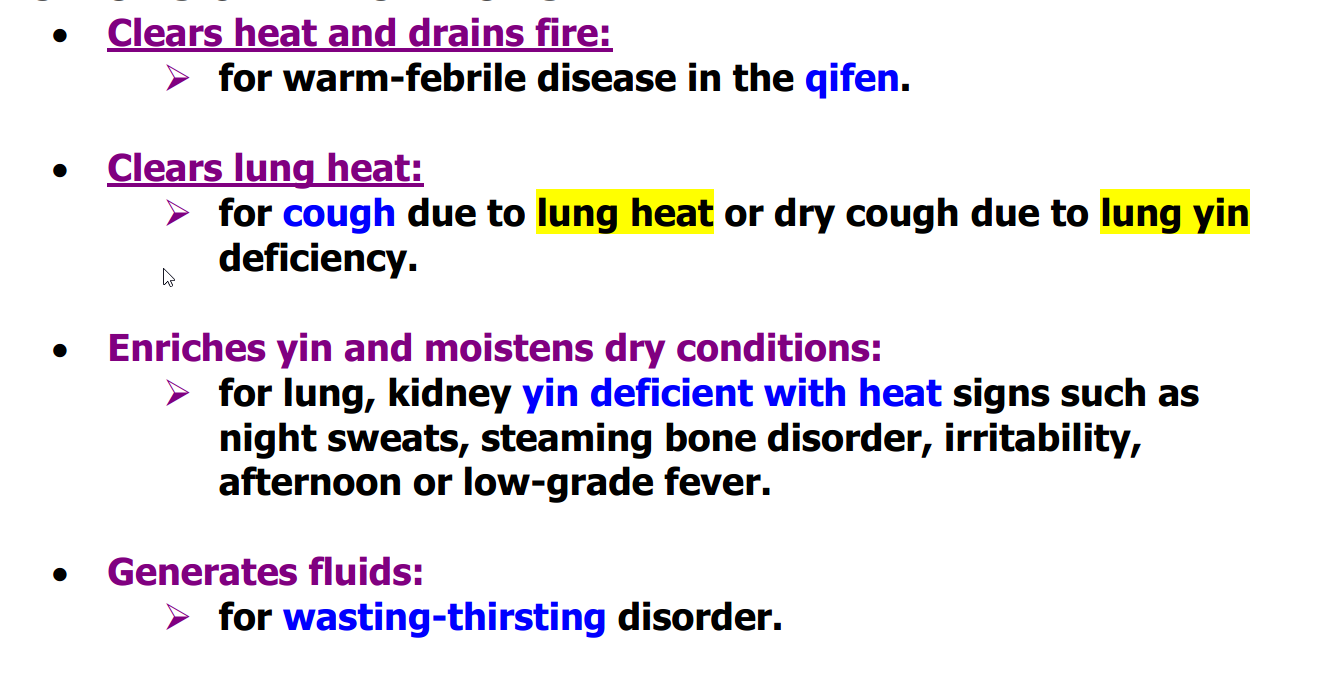 • Clears heat and drains fire:
➢ for warm-febrile disease in the qifen.
• Clears lung heat:
➢ for cough due to lung heat or dry cough due to lung yin
deficiency.
• Enriches yin and moistens dry conditions:
➢ for lung, kidney yin deficient with heat signs such as
night sweats, steaming bone disorder, irritability,
afternoon or low-grade fever.
• Generates fluids:
➢ for wasting-thirsting disorder.